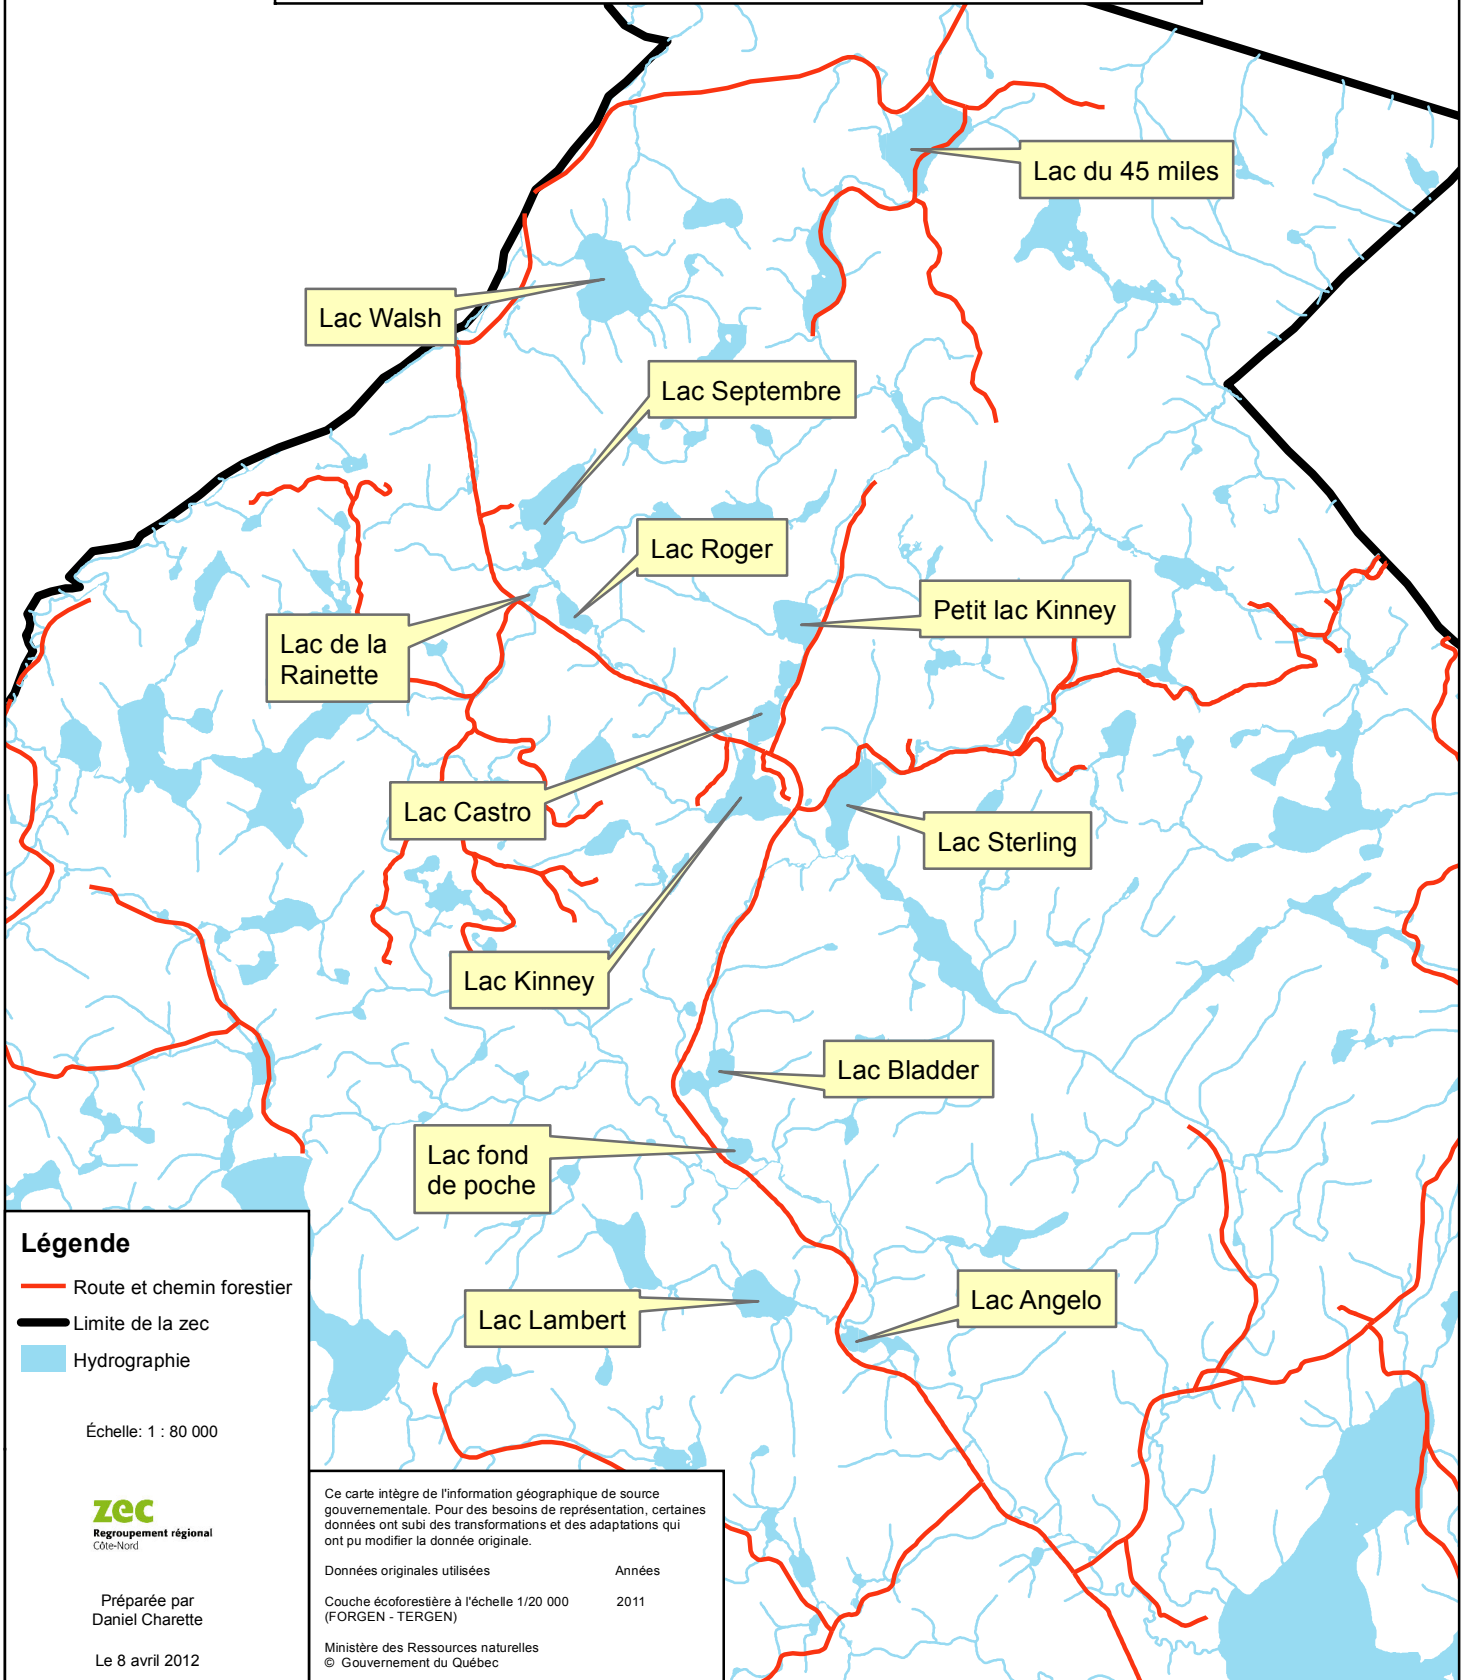 Lac du 45 miles
Lac Walsh
Lac Septembre
Lac Roger
Petit lac Kinney
Lac de la
Rainette
Lac Castro
Lac Sterling
Lac Kinney
Lac Bladder
Lac fond
de poche
Lac Lambert
Lac Angelo
Légende
Route et chemin forestier
Limite de la zec
Hydrographie
Échelle: 1 : 80 000
zec
Regroupement régional
Côte-Nord
Préparée par
Daniel Charette
Le 8 avril 2012
Ce carte intègre de l'information géographique de source
gouvernementale. Pour des besoins de représentation, certaines
données ont subi des transformations et des adaptations qui
ont pu modifier la donnée originale.
Données originales utilisées Années
Couche écoforestière à l'échelle 1/20 000 2011
(FORGEN - TERGEN)
Ministère des Ressources naturelles
© Gouvernement du Québec